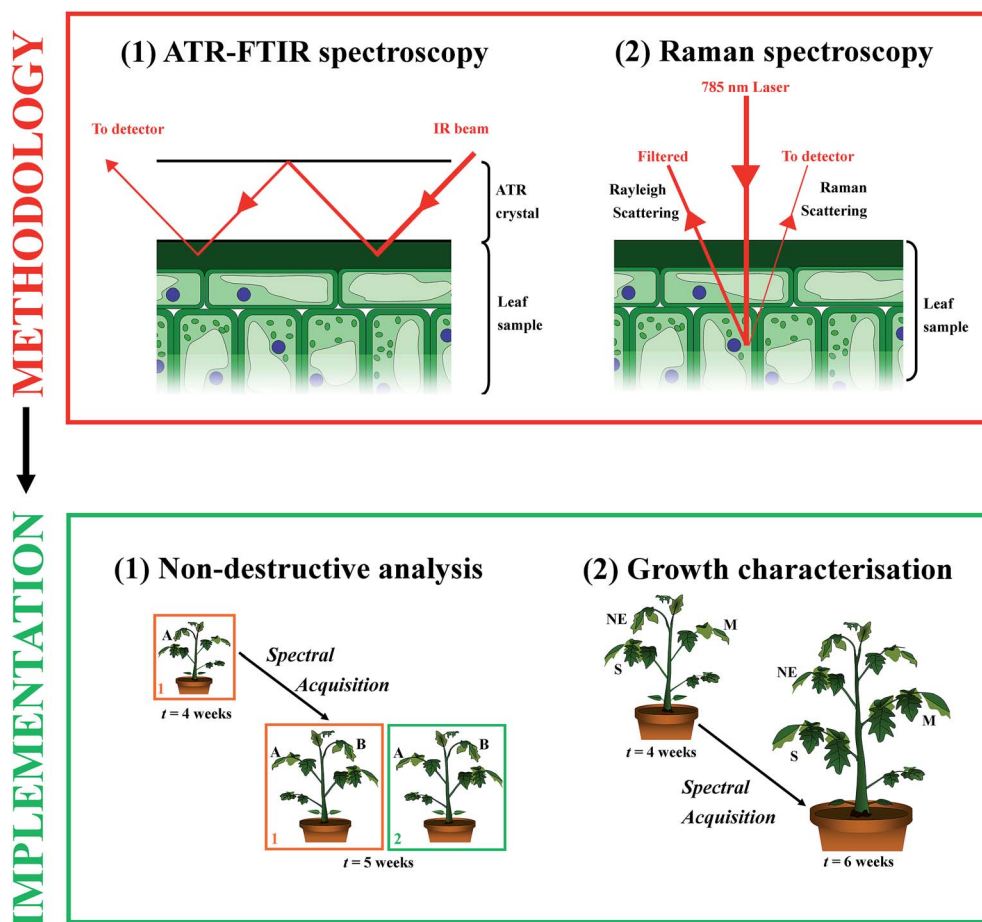 METHODOLOGY
(1) ATR-FTIR spectroscopy
To detector
IR beam
ATR
crystal
Leaf
sample
(2) Raman spectroscopy
785 nm Laser
Filtered
To detector
Rayleigh
Scattering
Raman
Scattering
Leaf
sample
IMPLEMENTATION
(1) Non-destructive analysis
A
1
t = 4 weeks
Spectral
Acquisition
A
B
1
A
B
2
t = 5 weeks
(2) Growth characterisation
NE
M
S
t = 4 weeks
Spectral
Acquisition
NE
M
S
t = 6 weeks